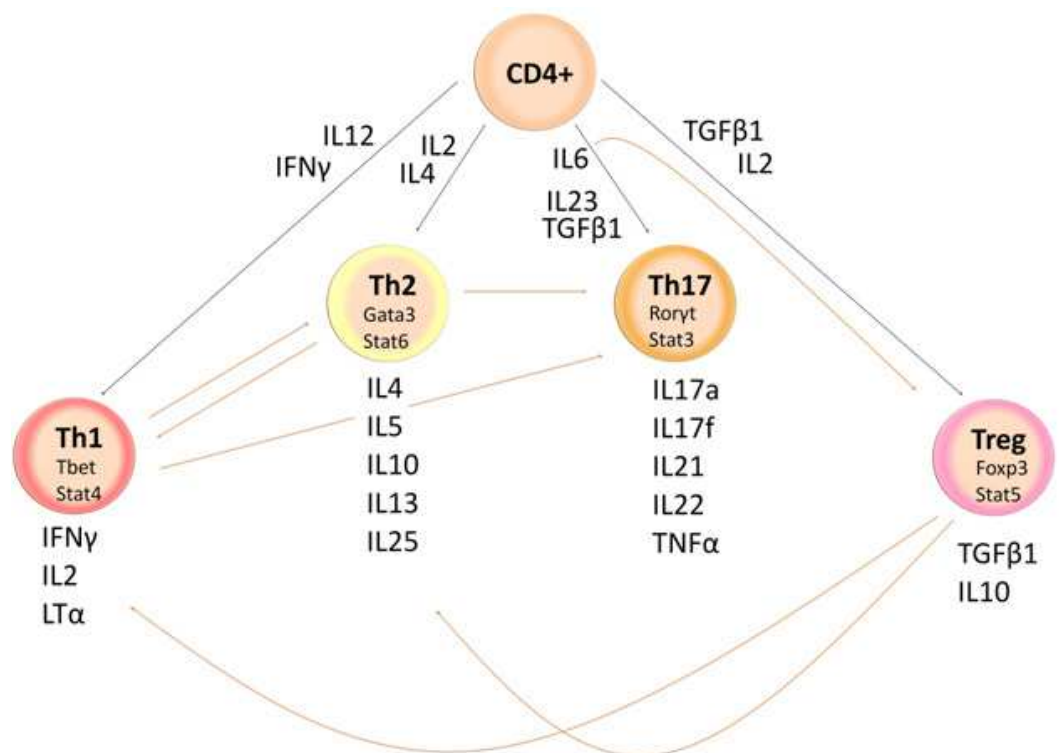 CD4+
IL12
IFNγ
IL2
IL4
IL6
IL23
TGFβ1
TGFβ1
IL2
Th2
Gata3
Stat6
IL4
IL5
IL10
IL13
IL25
Th17
Rorγt
Stat3
IL17a
IL17f
IL21
IL22
TNFα
Th1
Tbet
Stat4
IFNγ
IL2
LTα
Treg
Foxp3
Stat5
TGFβ1
IL10